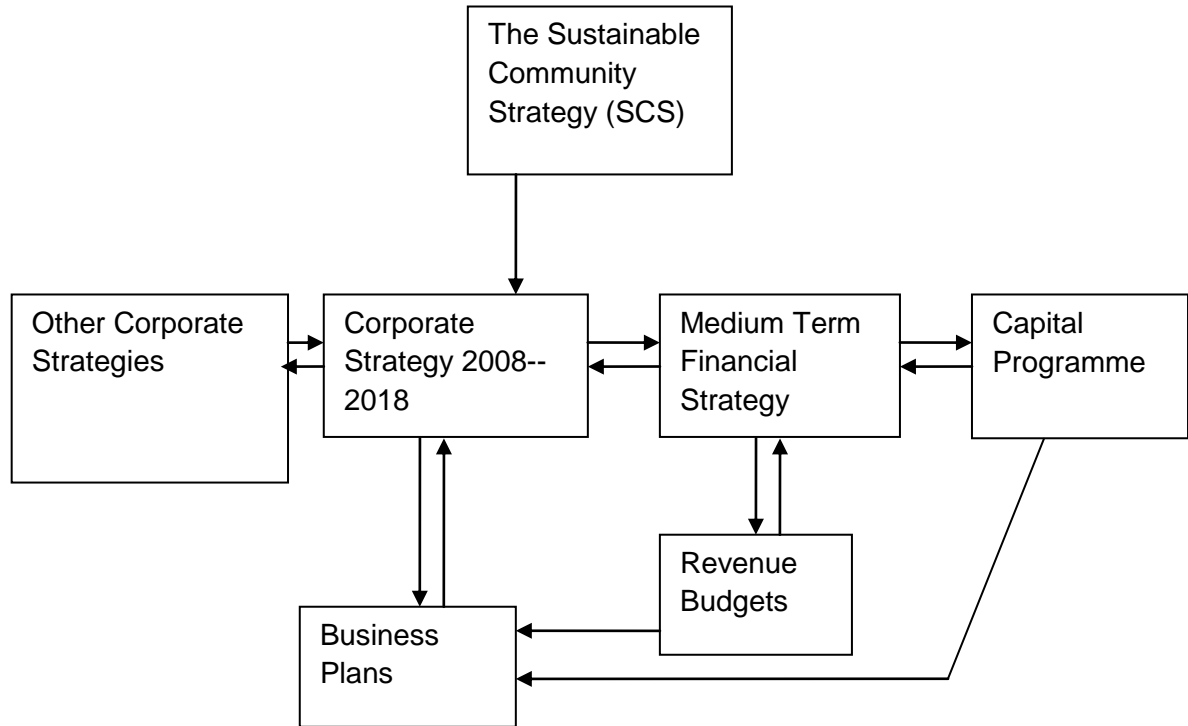 The Sustainable
Community
Strategy (SCS)
Other Corporate
Strategies
Corporate
Strategy 2008--
2018
Medium Term
Financial
Strategy
Capital
Programme
Revenue
Budgets
Business
Plans